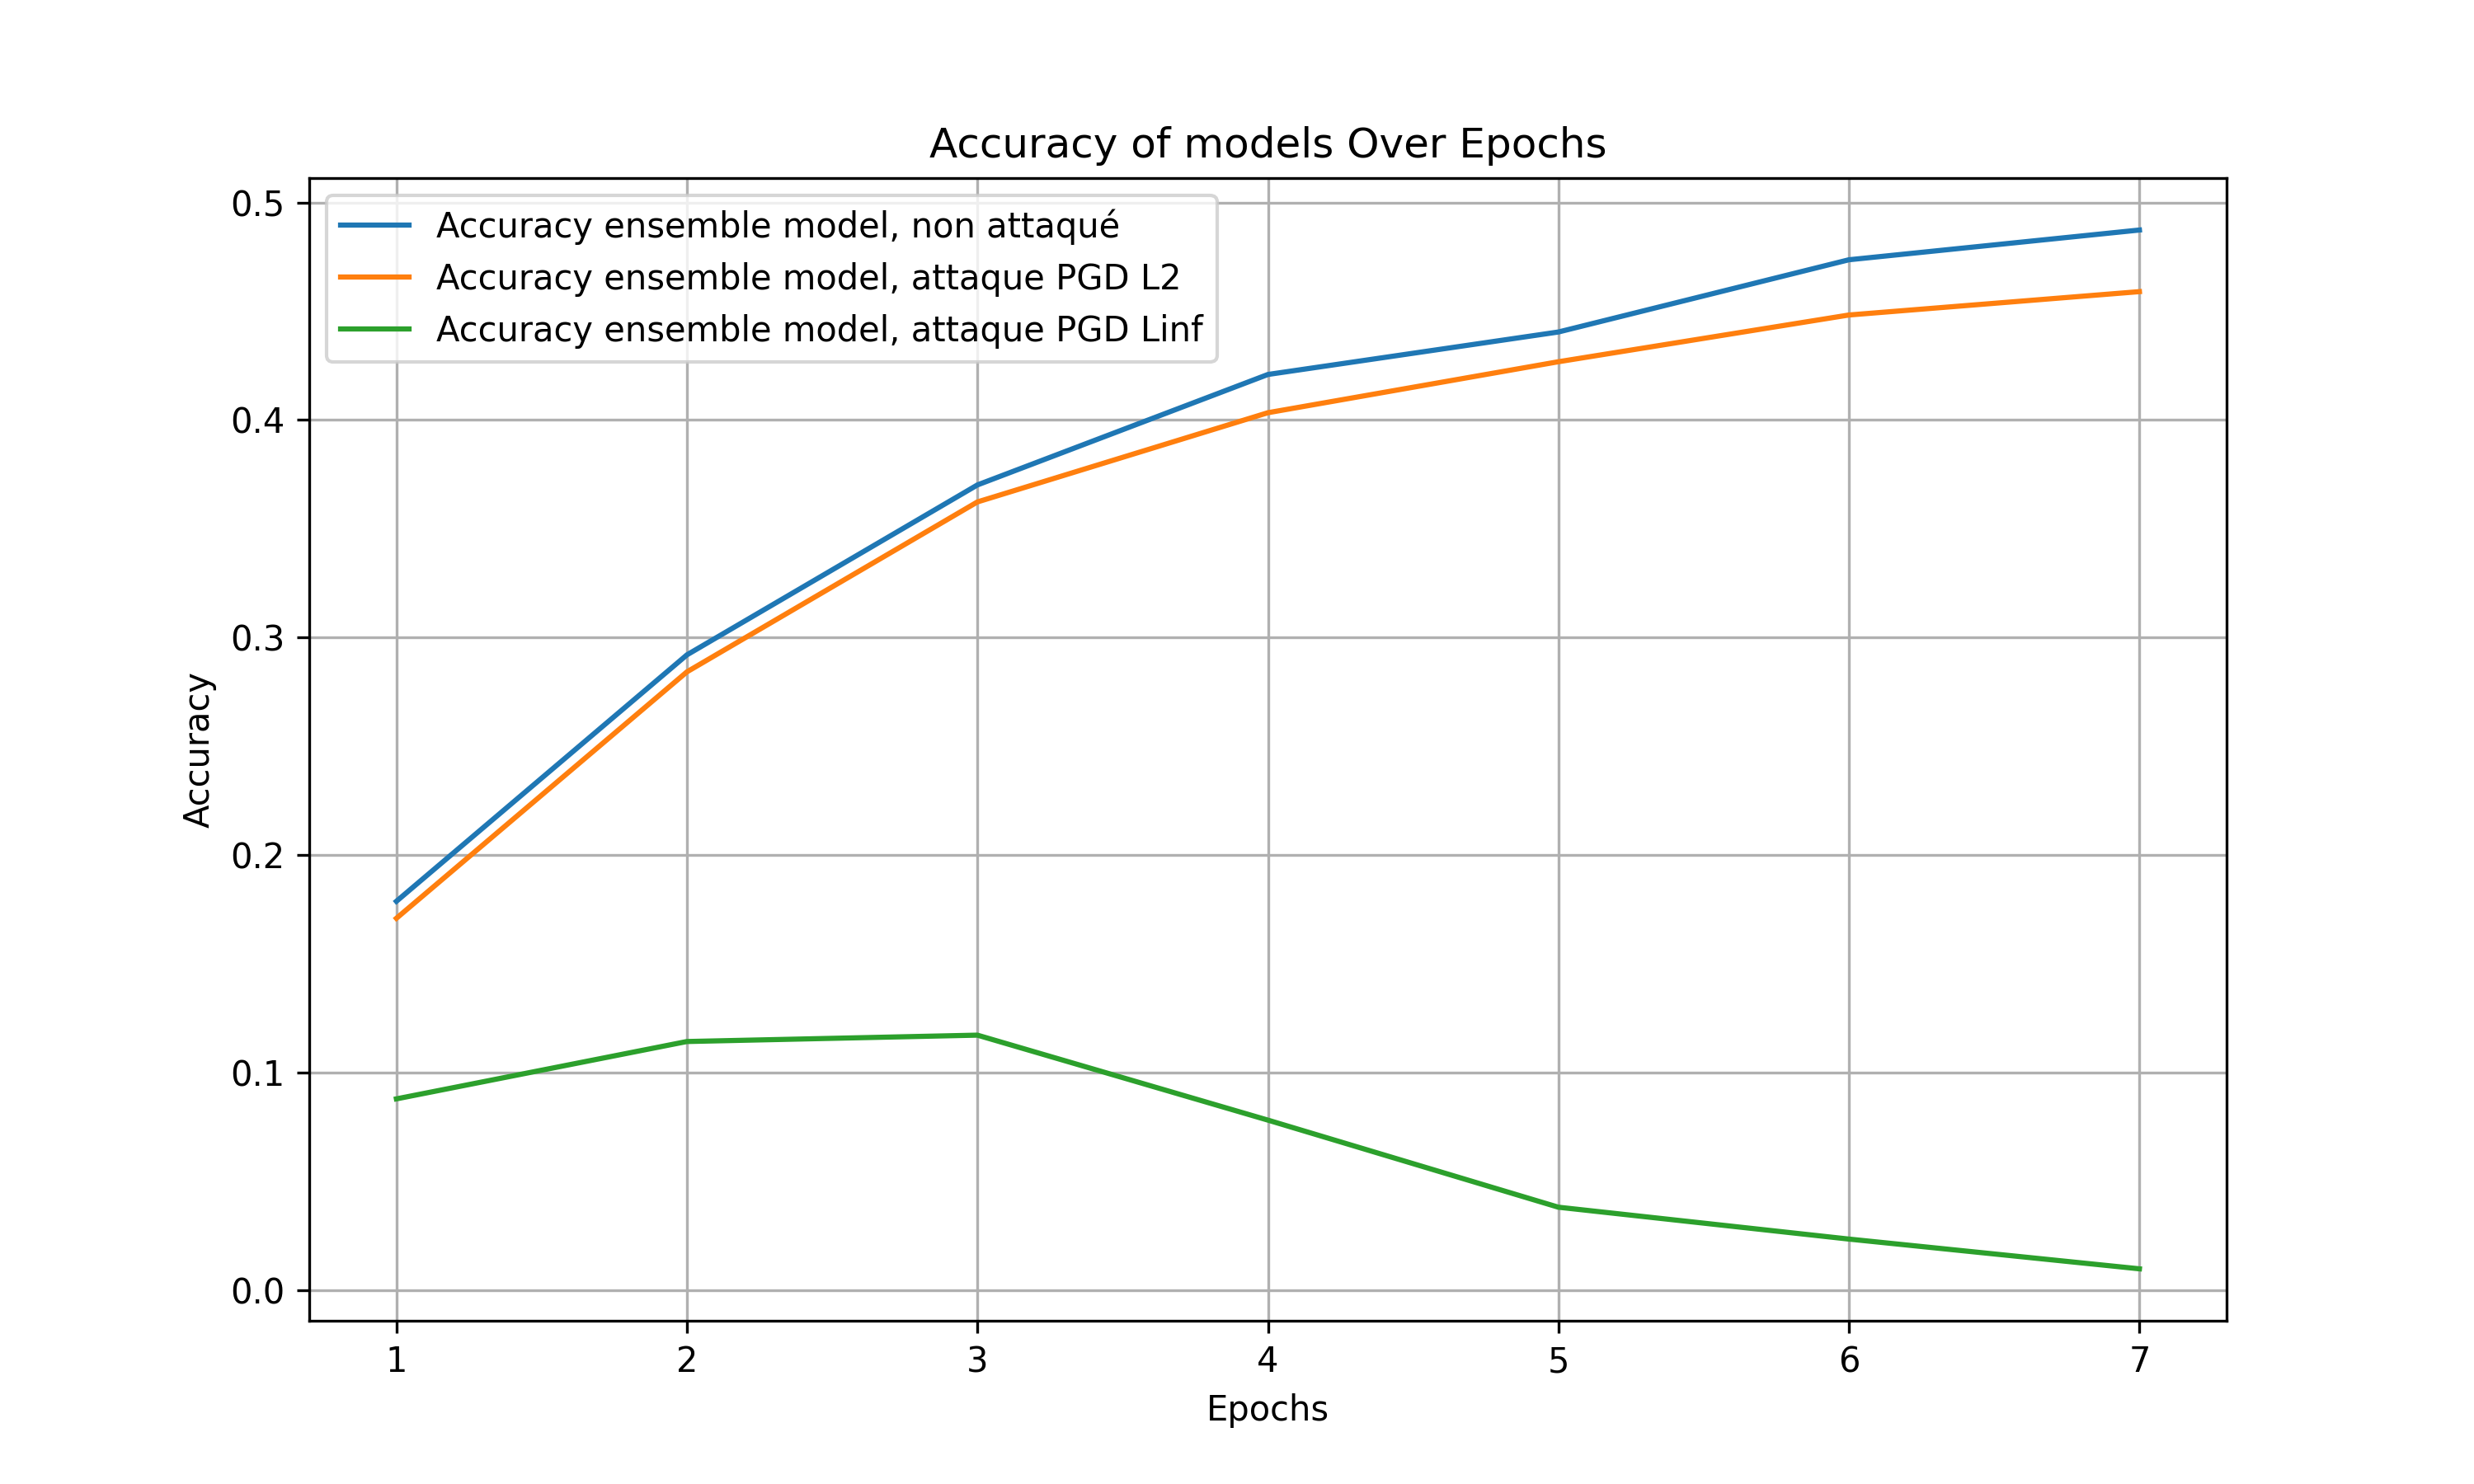 Accuracy of models Over Epochs
Accuracy ensemble model, non attaqué
Accuracy ensemble model, attaque PGD L2
Accuracy ensemble model, attaque PGD Linf
0.5
0.4
0.3
0.2
0.1
0.0
Accuracy
1 2 3 4 5 6 7
Epochs